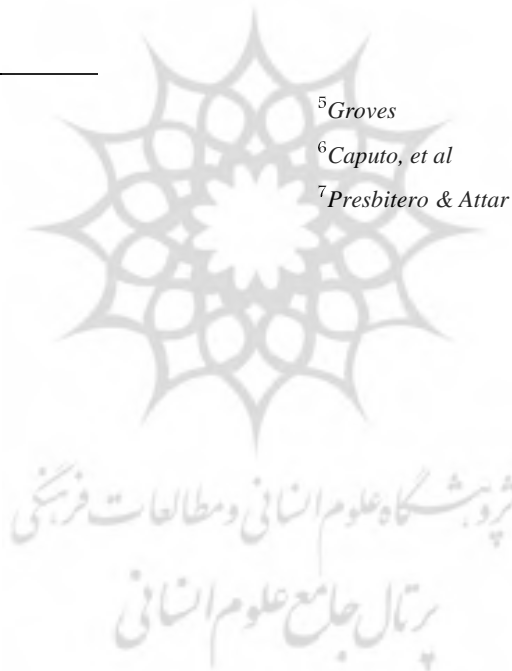 ⁵Groves
⁶Caputo, et al
⁷Presbitero & Attar
پژوهشگاه علوم انسانی و مطالعات فرهنگی
پرتال جامع علوم انسانی